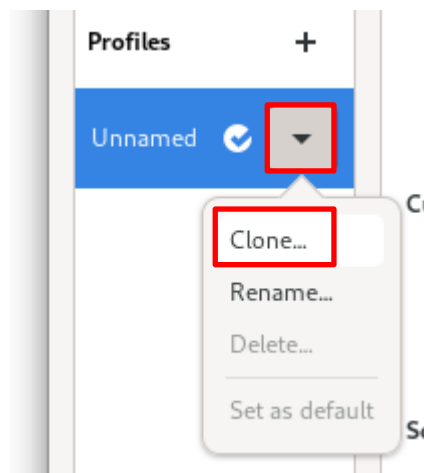 Profiles +
Unnamed
Clone...
Rename...
Delete...
Set as default